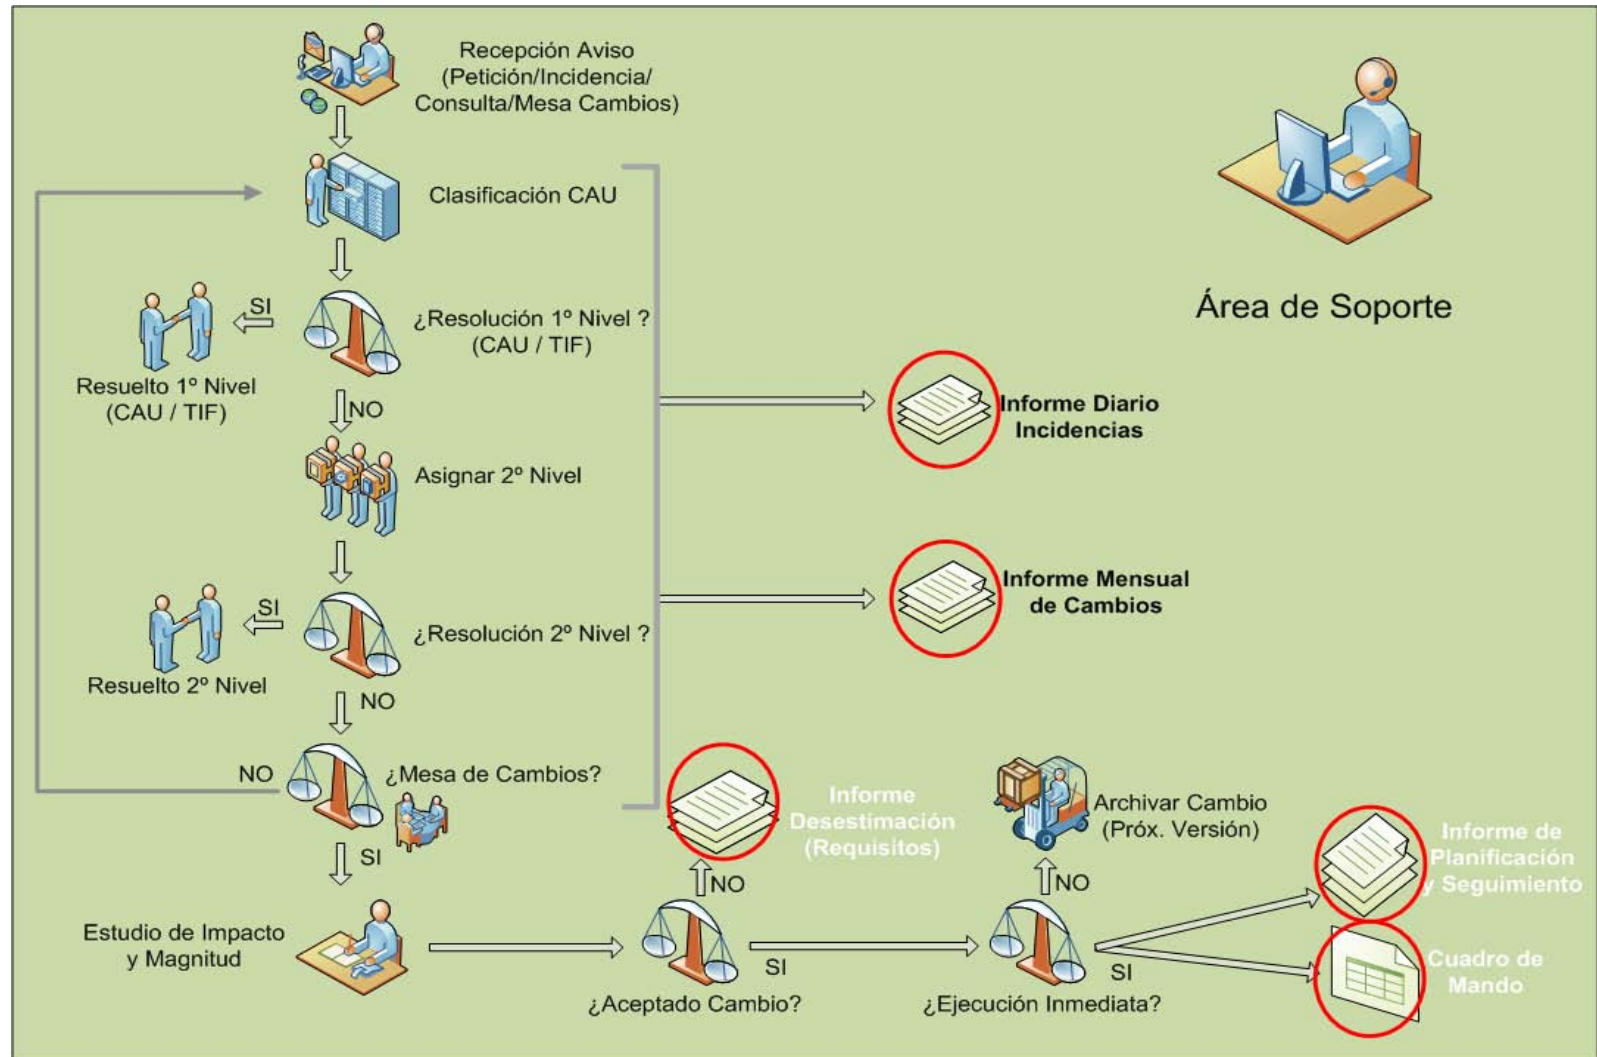 Recepción Aviso
(Petición/Incidencia/
Consulta/Mesa Cambios)
Clasificación CAU
Área de Soporte
SI
¿Resolución 1º Nivel ?
(CAU / TIF)
Resuelto 1º Nivel
(CAU / TIF)
NO
Informe Diario
Incidencias
Asignar 2º Nivel
Informe Mensual
de Cambios
SI
¿Resolución 2º Nivel ?
Resuelto 2º Nivel
NO
NO
¿Mesa de Cambios?
SI
Informe
Desestimación
(Requisitos)
Archivar Cambio
(Próx. Versión)
Informe de
Planificación
y Seguimiento
NO
NO
Estudio de Impacto
y Magnitud
SI
SI
Cuadro de
Mando
¿Aceptado Cambio?
¿Ejecución Inmediata?